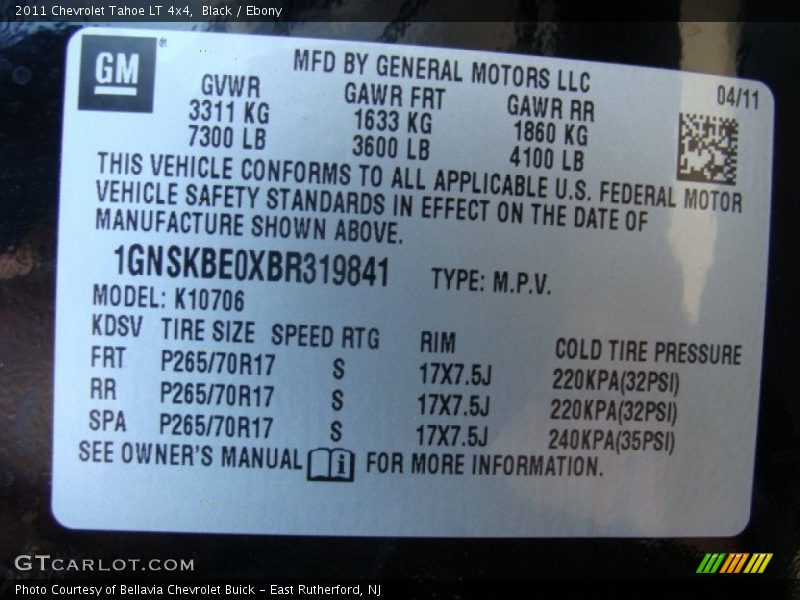 2011 Chevrolet Tahoe LT 4x4, Black / Ebony
GM ®
MFD BY GENERAL MOTORS LLC
04/11
GVWR GAWR FRT GAWR RR
3311 KG 1633 KG 1860 KG
7300 LB 3600 LB 4100 LB
THIS VEHICLE CONFORMS TO ALL APPLICABLE U.S. FEDERAL MOTOR
VEHICLE SAFETY STANDARDS IN EFFECT ON THE DATE OF
MANUFACTURE SHOWN ABOVE.
1GNSKBE0XBR319841 TYPE: M.P.V.
MODEL: K10706
KDSV TIRE SIZE SPEED RTG RIM COLD TIRE PRESSURE
FRT P265/70R17 S 17X7.5J 220KPA(32PSI)
RR P265/70R17 S 17X7.5J 220KPA(32PSI)
SPA P265/70R17 S 17X7.5J 240KPA(35PSI)
SEE OWNER'S MANUAL i FOR MORE INFORMATION.
GTCARLOT.COM
Photo Courtesy of Bellavia Chevrolet Buick - East Rutherford, NJ